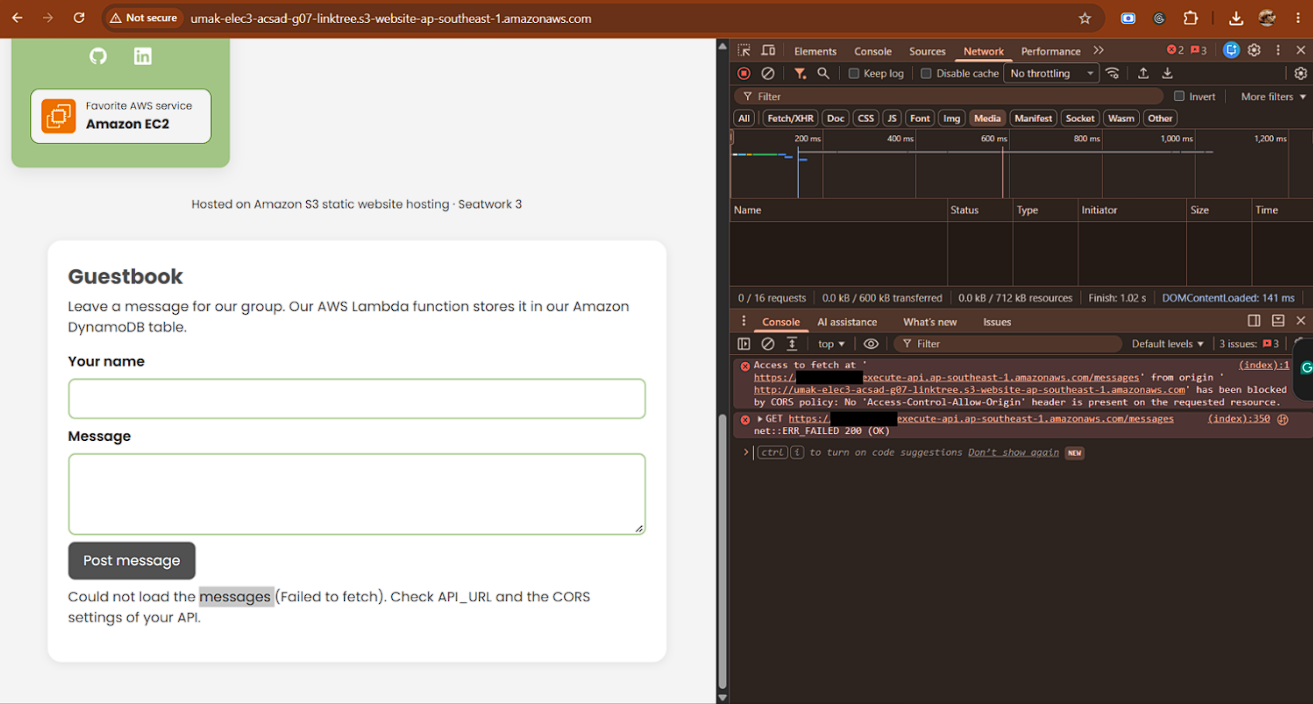 Not secure
umak-elec3-acsad-g07-linktree.s3-website-ap-southeast-1.amazonaws.com
Favorite AWS service
Amazon EC2
Hosted on Amazon S3 static website hosting · Seatwork 3
Guestbook
Leave a message for our group. Our AWS Lambda function stores it in our Amazon
DynamoDB table.
Your name
Message
Post message
Could not load the messages (Failed to fetch). Check API_URL and the CORS
settings of your API.
Elements Console Sources Network Performance 2 3
Keep log Disable cache No throttling
Filter Invert More filters
All Fetch/XHR Doc CSS JS Font Img Media Manifest Socket Wasm Other
200 ms 400 ms 600 ms 800 ms 1,000 ms 1,200 ms
Name Status Type Initiator Size Time
0 / 16 requests 0.0 kB / 600 kB transferred 0.0 kB / 712 kB resources Finish: 1.02 s DOMContentLoaded: 141 ms
Console AI assistance What's new Issues
top Filter Default levels 3 issues: 3
Access to fetch at ' (index):1
https:/ execute-api.ap-southeast-1.amazonaws.com/messages' from origin '
http://umak-elec3-acsad-g07-linktree.s3-website-ap-southeast-1.amazonaws.com' has been blocked
by CORS policy: No 'Access-Control-Allow-Origin' header is present on the requested resource.
GET https: execute-api.ap-southeast-1.amazonaws.com/messages (index):350
net::ERR_FAILED 200 (OK)
ctrl i to turn on code suggestions Don't show again NEW